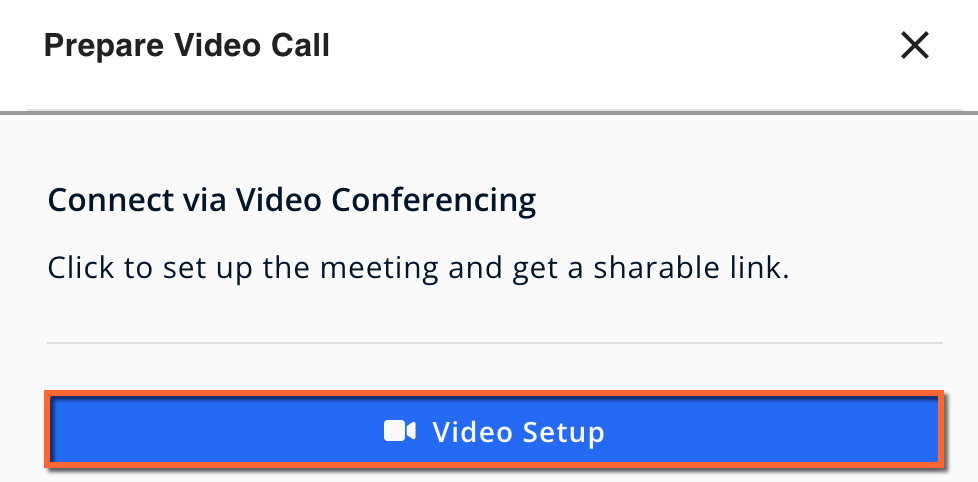 Prepare Video Call
Connect via Video Conferencing
Click to set up the meeting and get a sharable link.
Video Setup